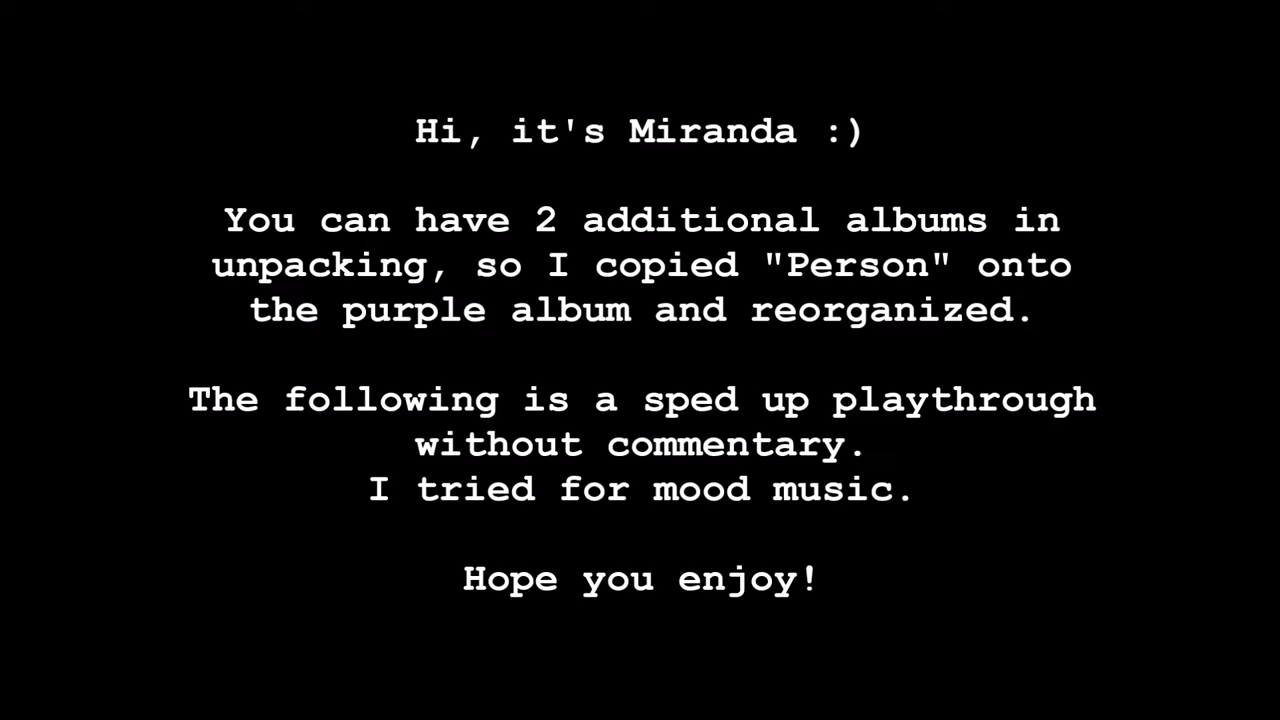 Hi, it's Miranda :)
You can have 2 additional albums in
unpacking, so I copied "Person" onto
the purple album and reorganized.
The following is a sped up playthrough
without commentary.
I tried for mood music.
Hope you enjoy!